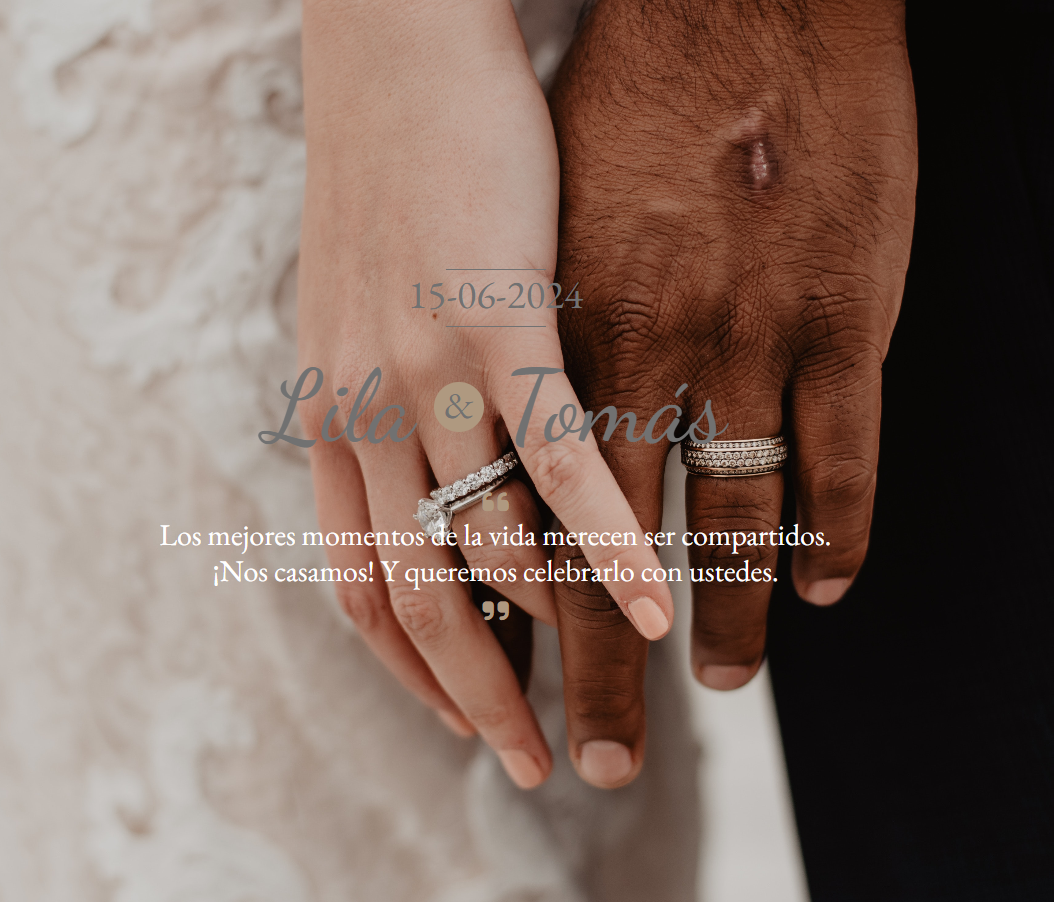 15-06-2024
Lila & Tomás
“
Los mejores momentos de la vida merecen ser compartidos.
¡Nos casamos! Y queremos celebrarlo con ustedes.
”